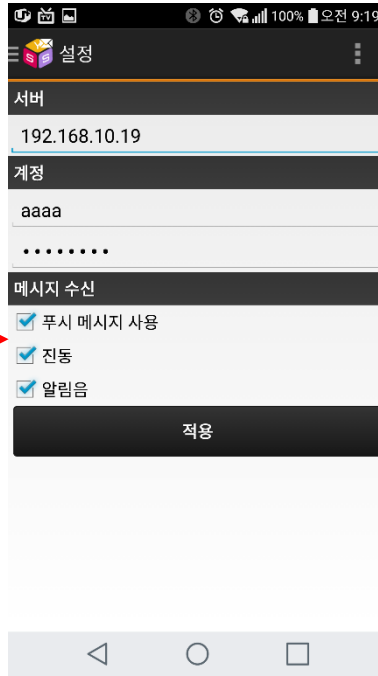 100% 오전 9:19
설정
서버
192.168.10.19
계정
aaaa
••••••••
메시지 수신
푸시 메시지 사용
진동
알림음
적용